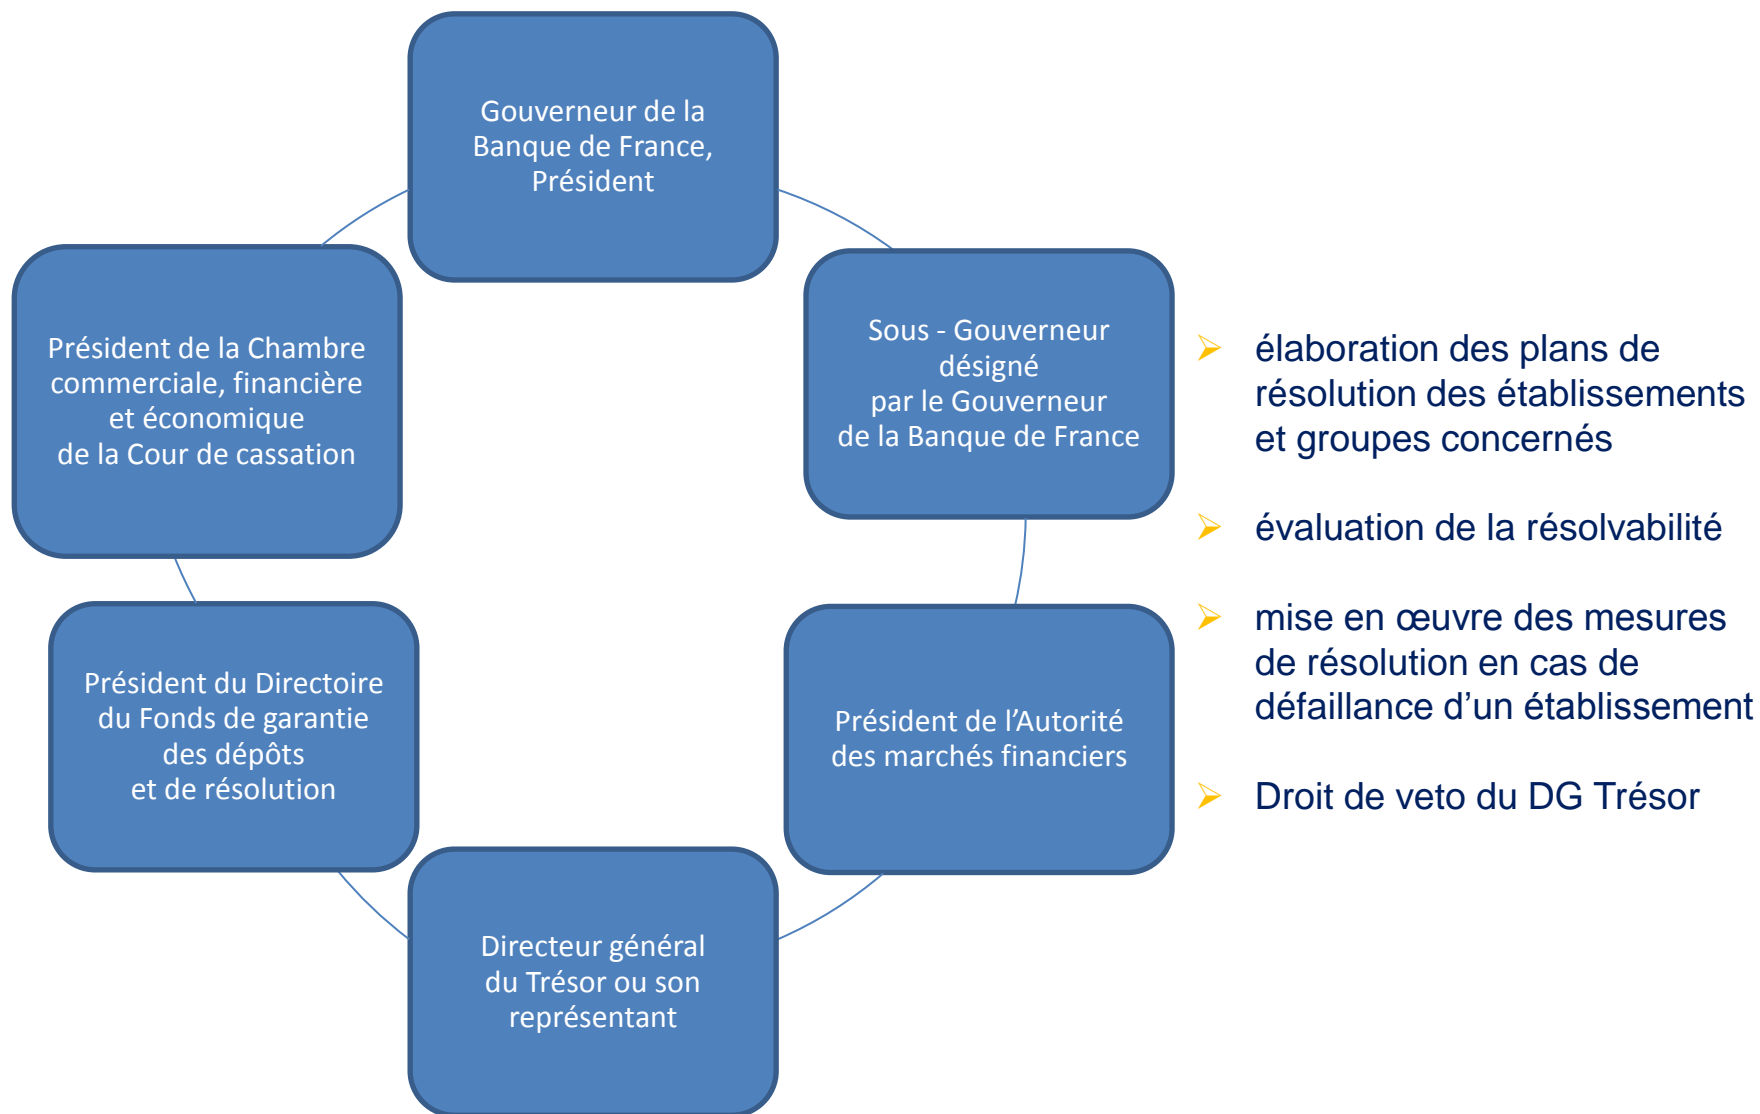 Gouverneur de la
Banque de France,
Président
Sous - Gouverneur
désigné
par le Gouverneur
de la Banque de France
Président de l’Autorité
des marchés financiers
Directeur général
du Trésor ou son
représentant
Président du Directoire
du Fonds de garantie
des dépôts
et de résolution
Président de la Chambre
commerciale, financière
et économique
de la Cour de cassation
élaboration des plans de
résolution des établissements
et groupes concernés
évaluation de la résolvabilité
mise en œuvre des mesures
de résolution en cas de
défaillance d’un établissement
Droit de veto du DG Trésor